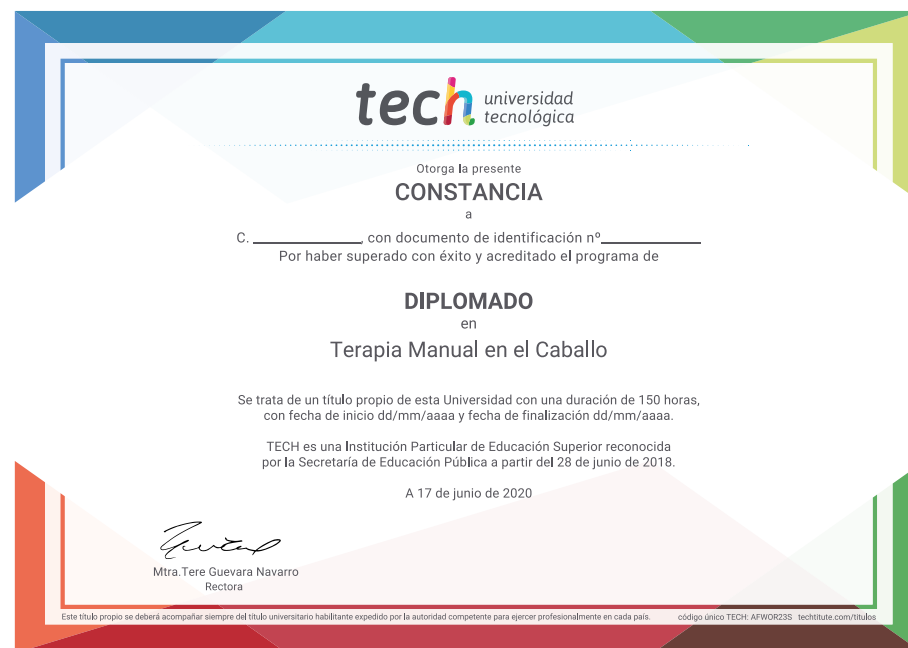 tech universidad
tecnológica
Otorga la presente
CONSTANCIA
a
C. ____________, con documento de identificación nº____________
Por haber superado con éxito y acreditado el programa de
DIPLOMADO
en
Terapia Manual en el Caballo
Se trata de un título propio de esta Universidad con una duración de 150 horas,
con fecha de inicio dd/mm/aaaa y fecha de finalización dd/mm/aaaa.
TECH es una Institución Particular de Educación Superior reconocida
por la Secretaría de Educación Pública a partir del 28 de junio de 2018.
A 17 de junio de 2020
Mtra.Tere Guevara Navarro
Rectora
Este título propio se deberá acompañar siempre del título universitario habilitante expedido por la autoridad competente para ejercer profesionalmente en cada país. código único TECH: AFWOR23S techtitute.com/titulos